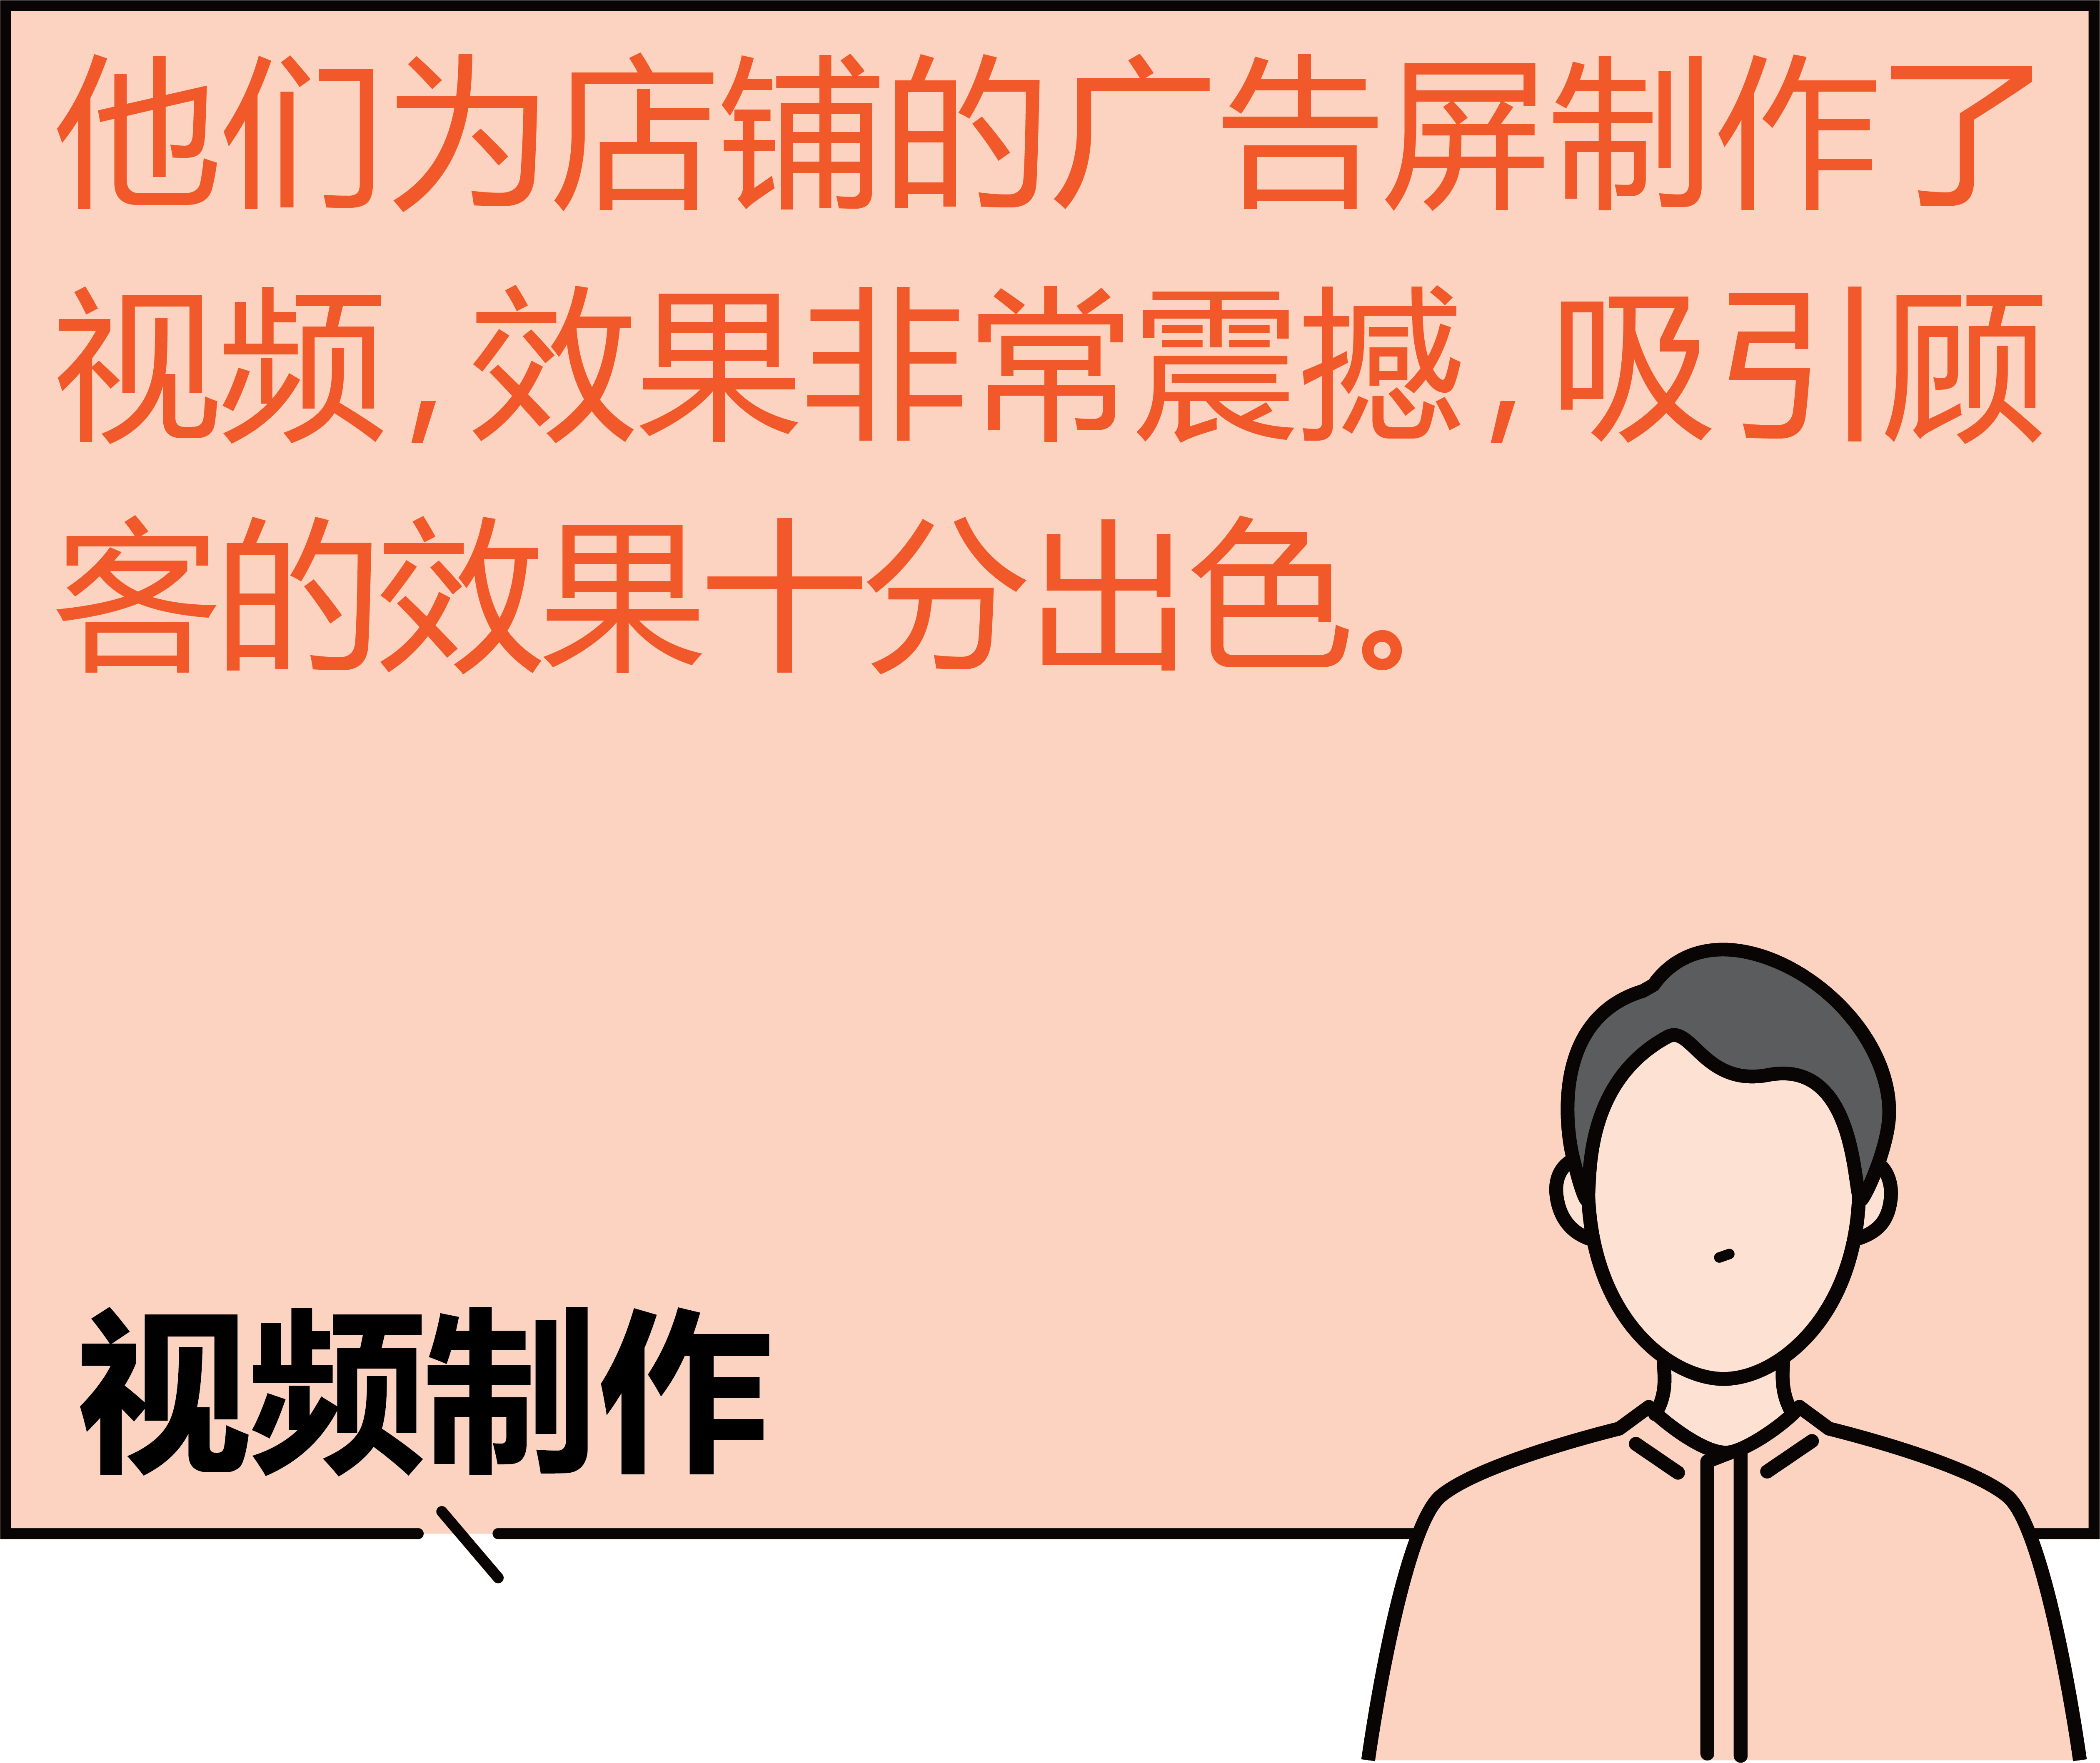 他们为店铺的广告屏制作了
视频，效果非常震撼，吸引顾
客的效果十分出色。
视频制作